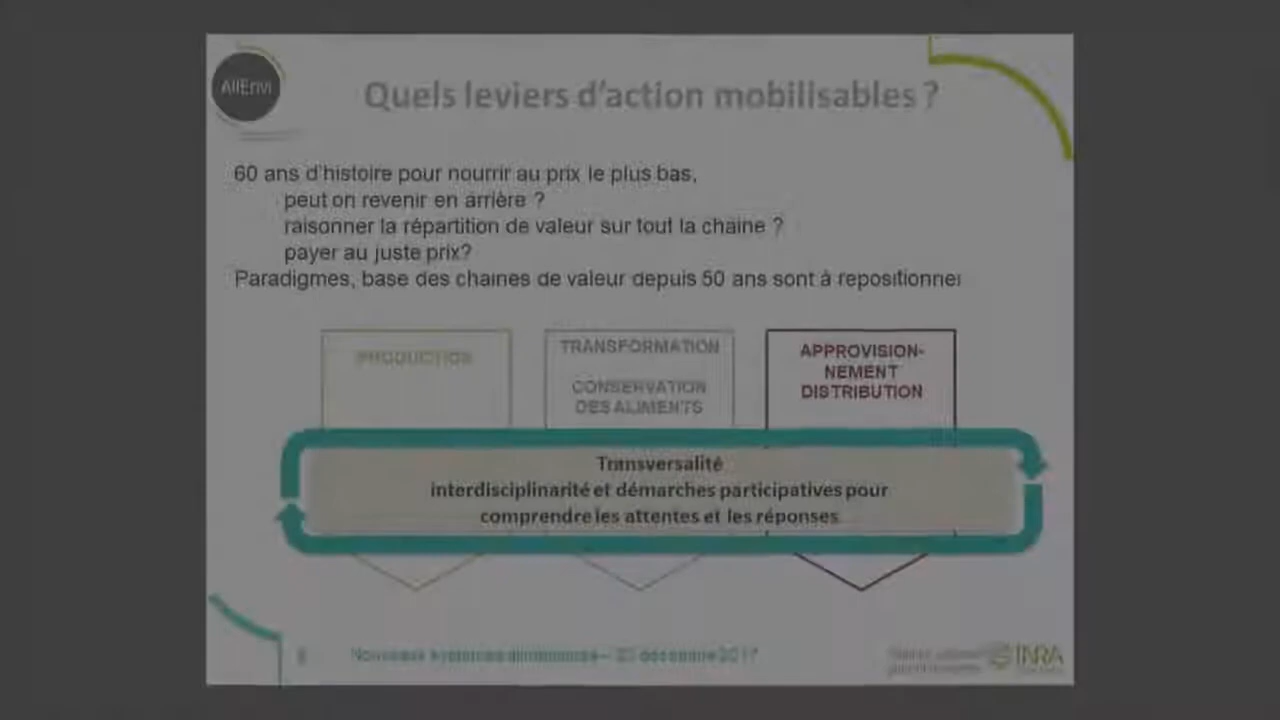 AllEnvi
Quels leviers d'action mobilisables ?
60 ans d'histoire pour nourrir au prix le plus bas,
peut on revenir en arrière ?
raisonner la répartition de valeur sur tout la chaine ?
payer au juste prix?
Paradigmes, base des chaines de valeur depuis 50 ans sont à repositionner
PRODUCTION
TRANSFORMATION
CONSERVATION
DES ALIMENTS
APPROVISION-
NEMENT
DISTRIBUTION
Transversalité
interdisciplinarité et démarches participatives pour
comprendre les attentes et les réponses
décembre 2017
INRA